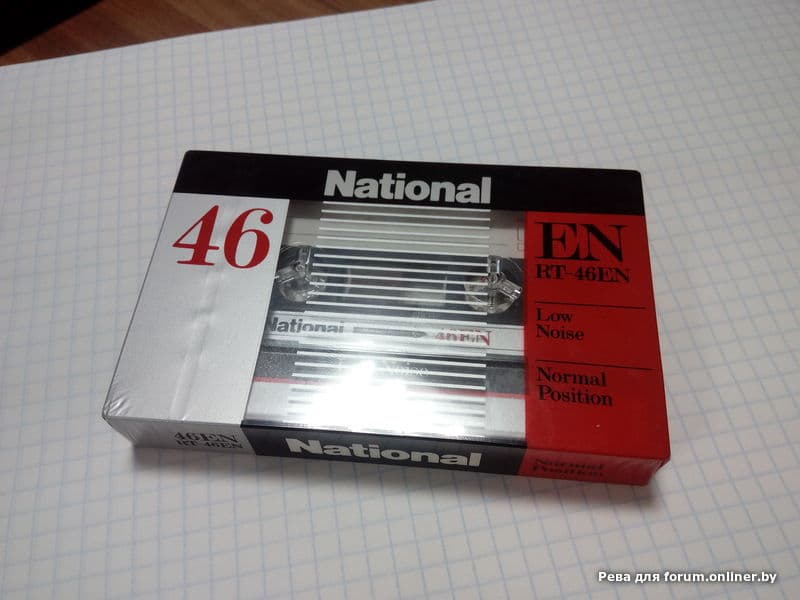 National
46
EN
RT-46EN
Low
Noise
Normal
Position
National
46EN
Noise
46EN
RT-46EN
National
Normal
Position
Рева для forum.onliner.by